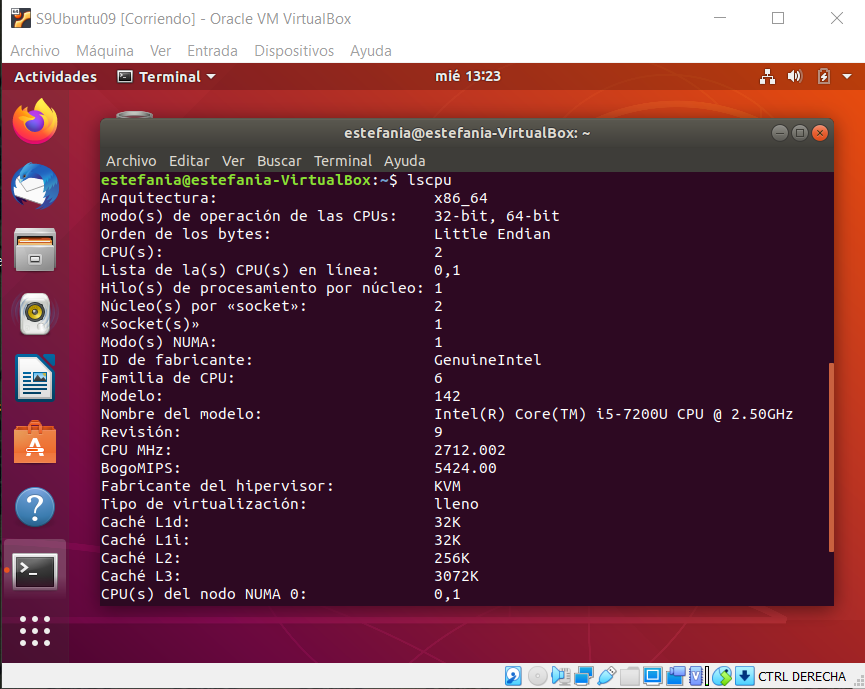 S9Ubuntu09 [Corriendo] - Oracle VM VirtualBox
Archivo Máquina Ver Entrada Dispositivos Ayuda
Actividades Terminal mié 13:23
estefania@estefania-VirtualBox: ~
Archivo Editar Ver Buscar Terminal Ayuda
estefania@estefania-VirtualBox:~$ lscpu
Arquitectura: x86_64
modo(s) de operación de las CPUs: 32-bit, 64-bit
Orden de los bytes: Little Endian
CPU(s): 2
Lista de la(s) CPU(s) en línea: 0,1
Hilo(s) de procesamiento por núcleo: 1
Núcleo(s) por «socket»: 2
«Socket(s)» 1
Modo(s) NUMA: 1
ID de fabricante: GenuineIntel
Familia de CPU: 6
Modelo: 142
Nombre del modelo: Intel(R) Core(TM) i5-7200U CPU @ 2.50GHz
Revisión: 9
CPU MHz: 2712.002
BogoMIPS: 5424.00
Fabricante del hipervisor: KVM
Tipo de virtualización: lleno
Caché L1d: 32K
Caché L1i: 32K
Caché L2: 256K
Caché L3: 3072K
CPU(s) del nodo NUMA 0: 0,1
CTRL DERECHA